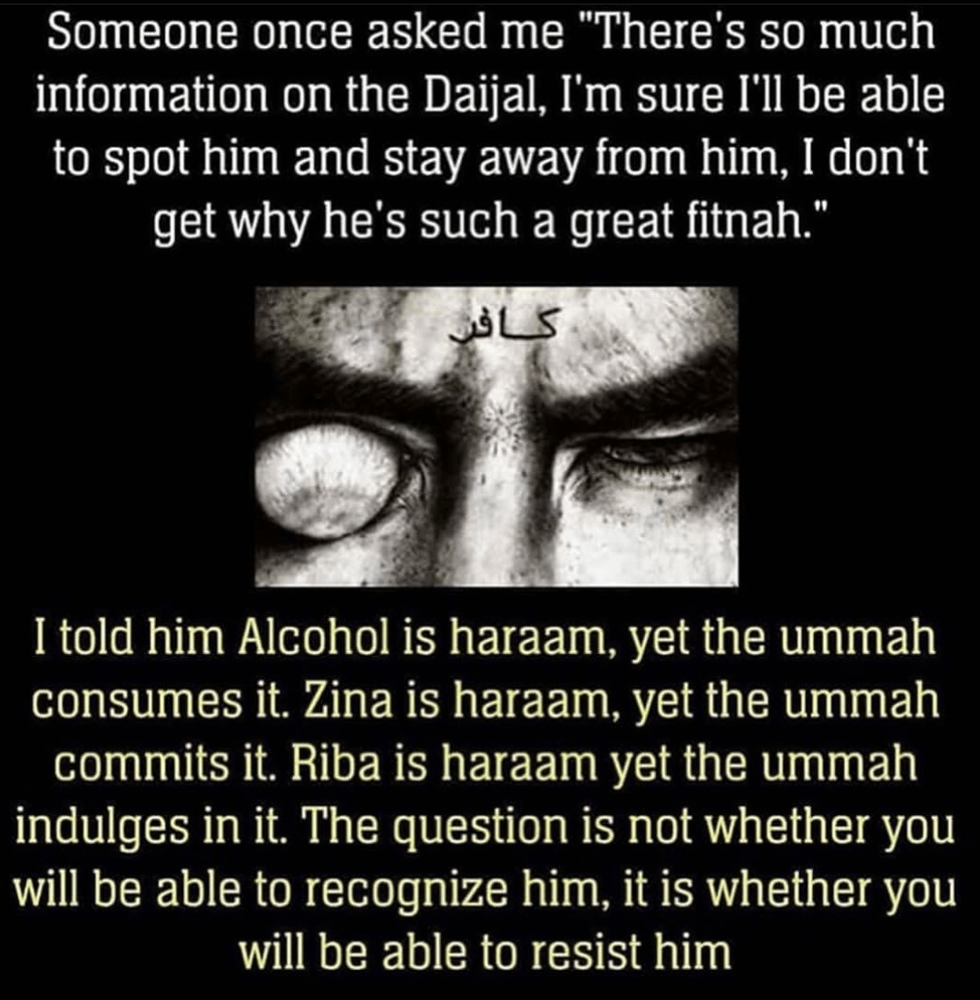 Someone once asked me "There's so much
information on the Daijal, I'm sure I'll be able
to spot him and stay away from him, I don't
get why he's such a great fitnah."
كافر
I told him Alcohol is haraam, yet the ummah
consumes it. Zina is haraam, yet the ummah
commits it. Riba is haraam yet the ummah
indulges in it. The question is not whether you
will be able to recognize him, it is whether you
will be able to resist him